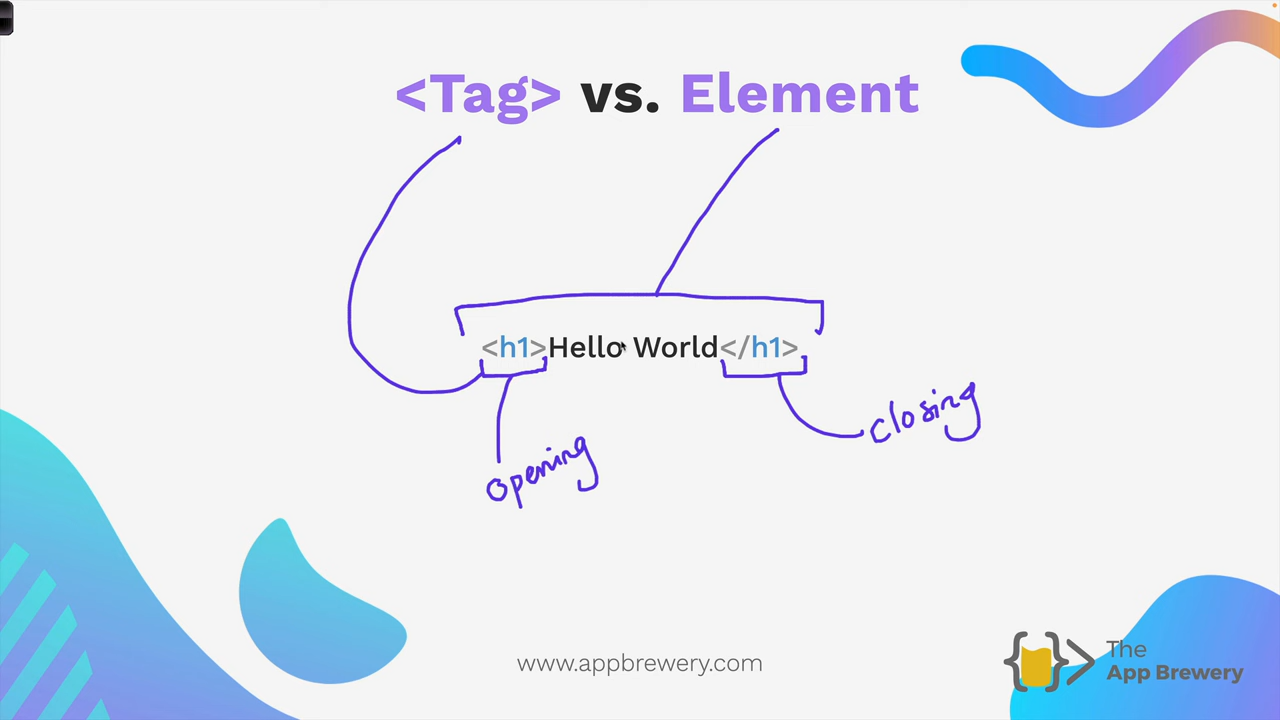 <Tag> vs. Element
<h1>Hello World</h1>
closing
opening
www.appbrewery.com
The
App Brewery